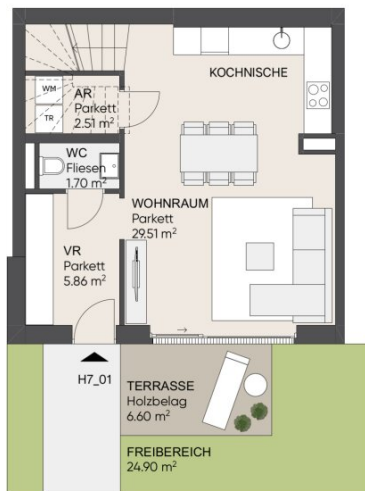 KOCHNISCHE
WM
TR
AR
Parkett
2.51 m²
WC
Fliesen
1.70 m²
WOHNRAUM
Parkett
29.51 m²
VR
Parkett
5.86 m²
H7_01
TERRASSE
Holzbelag
6.60 m²
FREIBEREICH
24.90 m²